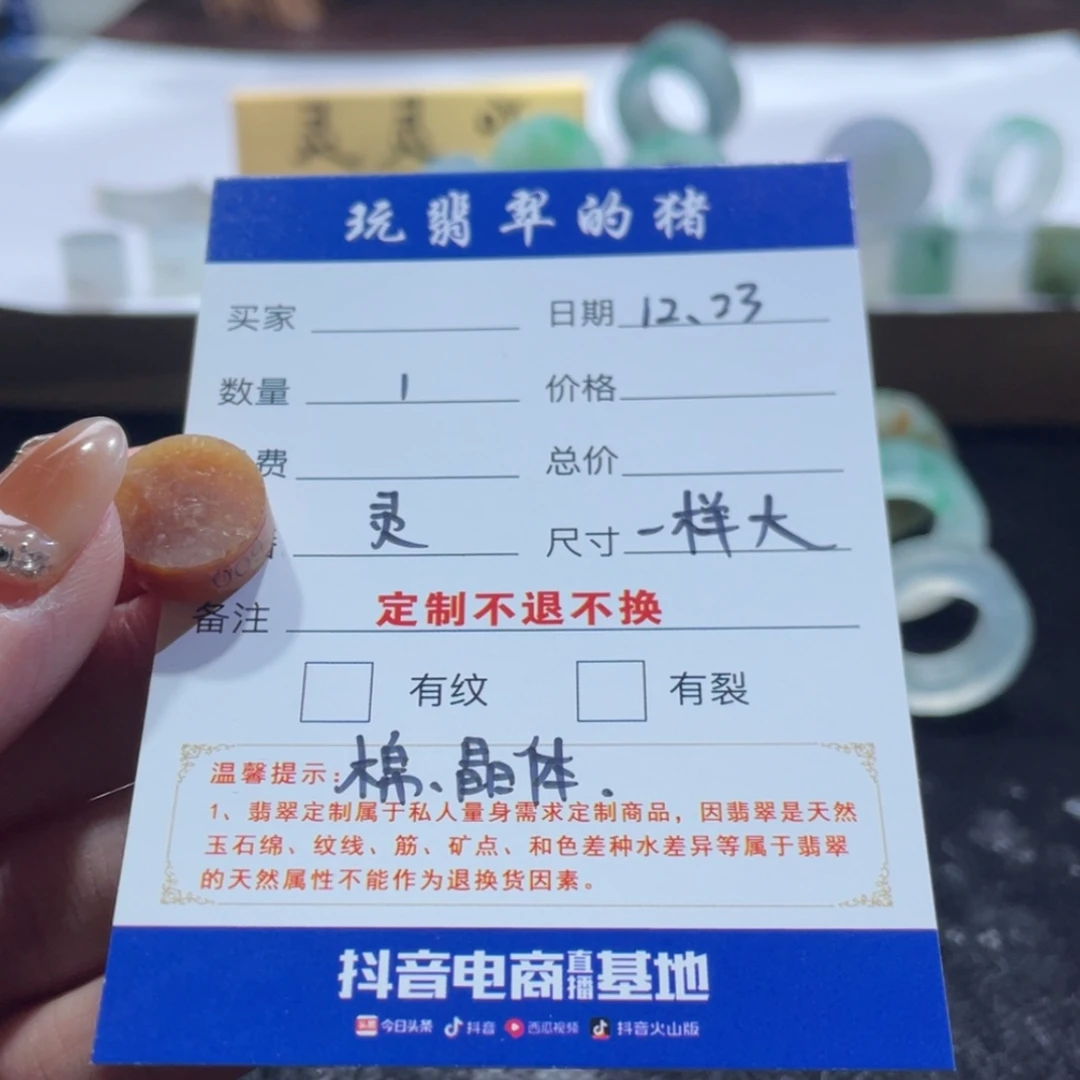 灵灵
玩翡翠的猪
买家 日期 12、23
数量 1 价格
费 总价
灵 尺寸 一样大
备注 定制不退不换
有纹 有裂
棉、晶体.
温馨提示:
1、翡翠定制属于私人量身需求定制商品,因翡翠是天然
玉石绵、纹线、筋、矿点、和色差种水差异等属于翡翠
的天然属性不能作为退换货因素。
抖音电商直播基地
头条 今日头条 抖音 西瓜视频 抖音火山版